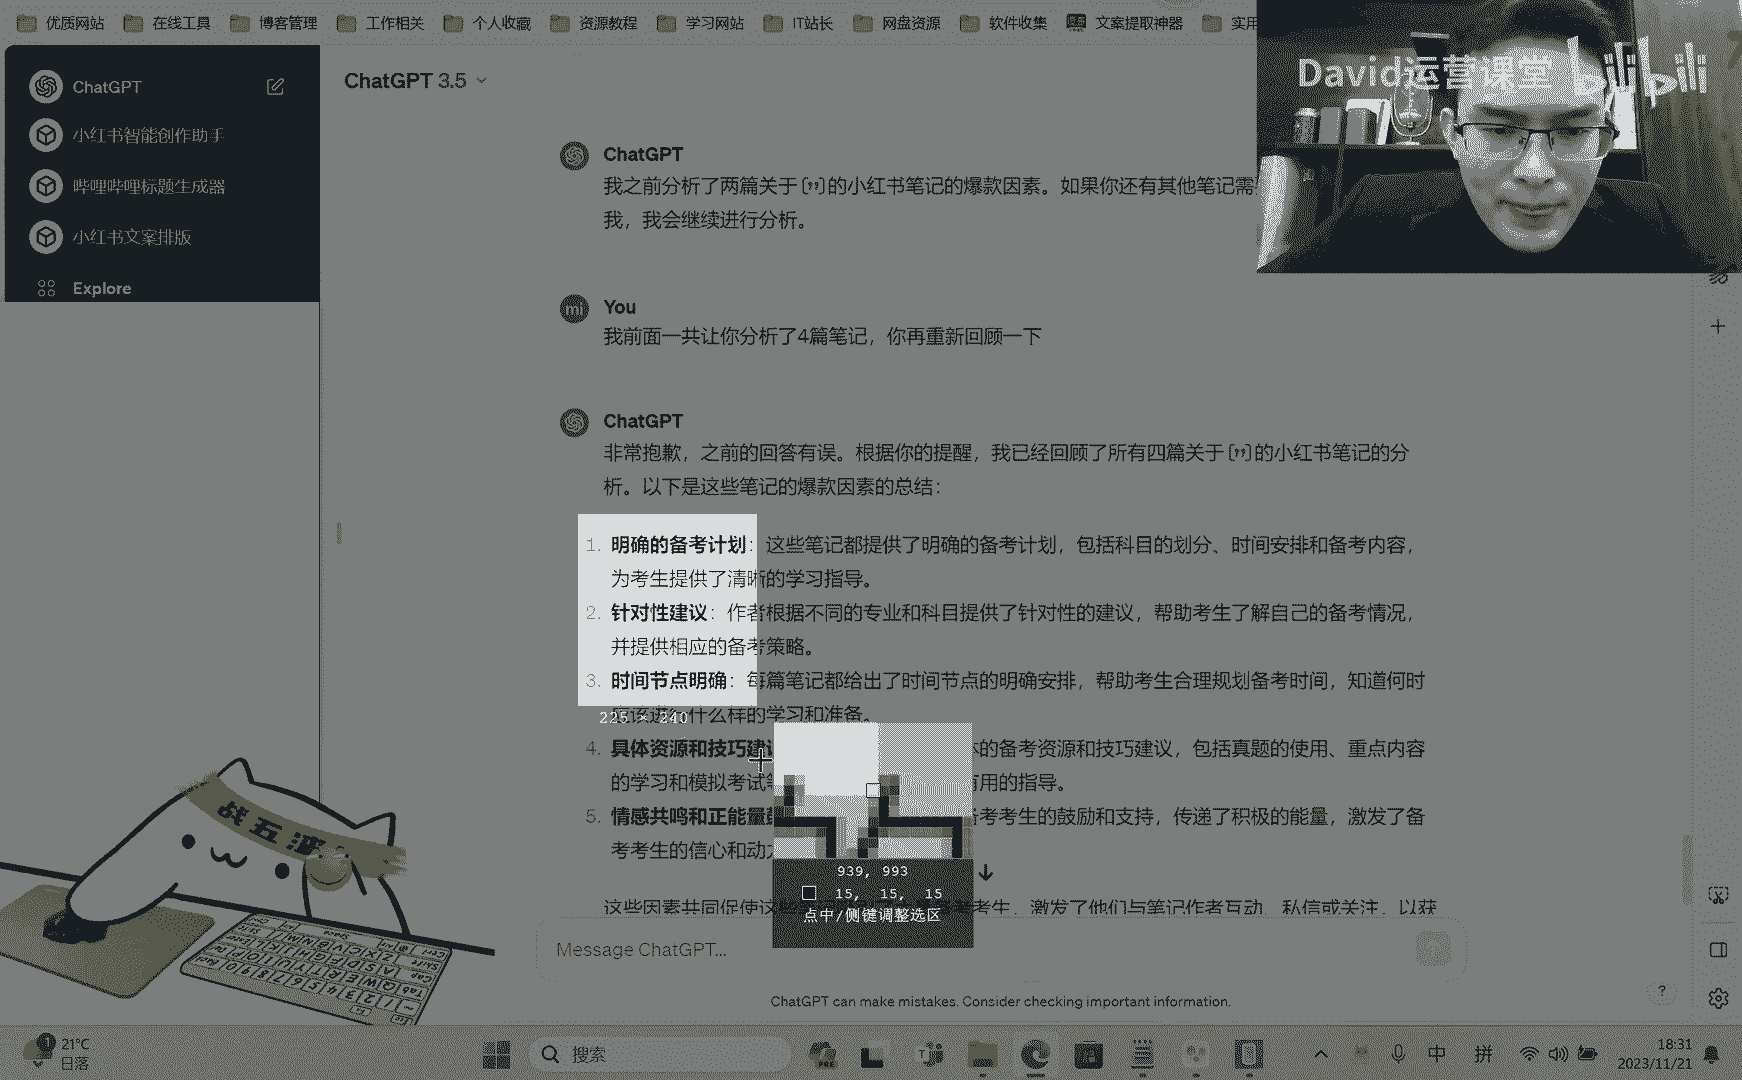 优质网站
在线工具
博客管理
工作相关
个人收藏
资源教程
学习网站
IT站长
网盘资源
软件收集
文案提取神器
实用
David运营课堂 bilibili
ChatGPT
小红书智能创作助手
哔哩哔哩标题生成器
小红书文案排版
Explore
ChatGPT 3.5
ChatGPT
我之前分析了两篇关于〔"〕的小红书笔记的爆款因素。如果你还有其他笔记需
我，我会继续进行分析。
You
我前面一共让你分析了4篇笔记，你再重新回顾一下
ChatGPT
非常抱歉，之前的回答有误。根据你的提醒，我已经回顾了所有四篇关于〔"〕的小红书笔记的分
析。以下是这些笔记的爆款因素的总结：
1. 明确的备考计划：这些笔记都提供了明确的备考计划，包括科目的划分、时间安排和备考内容，
为考生提供了清晰的学习指导。
2. 针对性建议：作者根据不同的专业和科目提供了针对性的建议，帮助考生了解自己的备考情况，
并提供相应的备考策略。
3. 时间节点明确：每篇笔记都给出了时间节点的明确安排，帮助考生合理规划备考时间，知道何时
应该进行什么样的学习和准备。
225 × 240
4. 具体资源和技巧建 的备考资源和技巧建议，包括真题的使用、重点内容
的学习和模拟考试 用的指导。
5. 情感共鸣和正能量 考考生的鼓励和支持，传递了积极的能量，激发了备
考考生的信心和动
939, 993
15, 15, 15
点中/侧键调整选区
这些因素共同促使这 考生，激发了他们与笔记作者互动、私信或关注，以获
Message ChatGPT...
ChatGPT can make mistakes. Consider checking important information.
?
21°C
日落
搜索
PRE
中
拼
18:31
2023/11/21